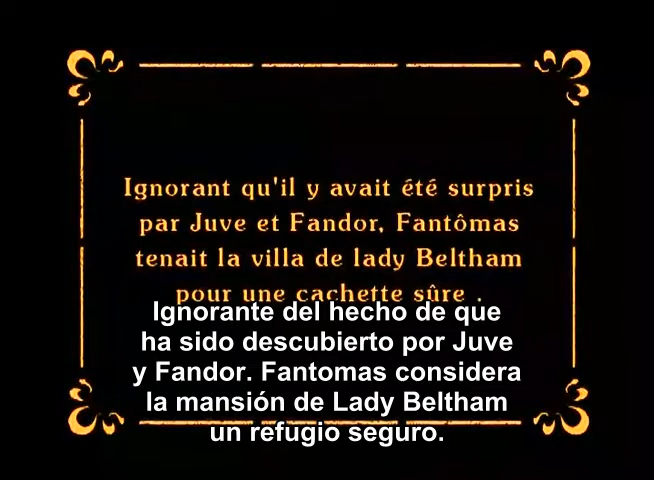 Ignorant qu'il y avait été surpris
par Juve et Fandor, Fantômas
tenait la villa de lady Beltham
pour une cachette sûre .
Ignorante del hecho de que
ha sido descubierto por Juve
y Fandor. Fantomas considera
la mansión de Lady Beltham
un refugio seguro.